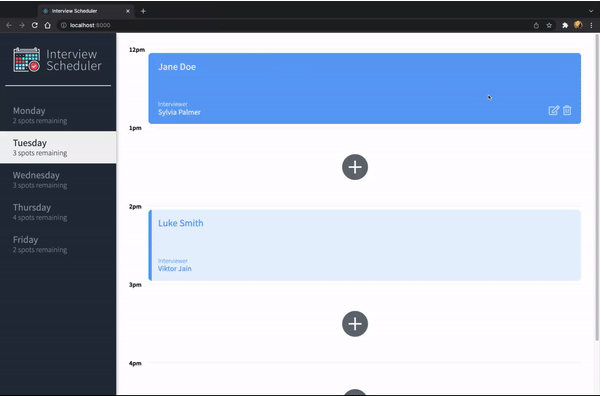 Interview Scheduler
localhost:8000
Interview
Scheduler
Monday
2 spots remaining
Tuesday
3 spots remaining
Wednesday
3 spots remaining
Thursday
4 spots remaining
Friday
2 spots remaining
12pm
Jane Doe
Interviewer
Sylvia Palmer
1pm
2pm
Luke Smith
Interviewer
Viktor Jain
3pm
4pm